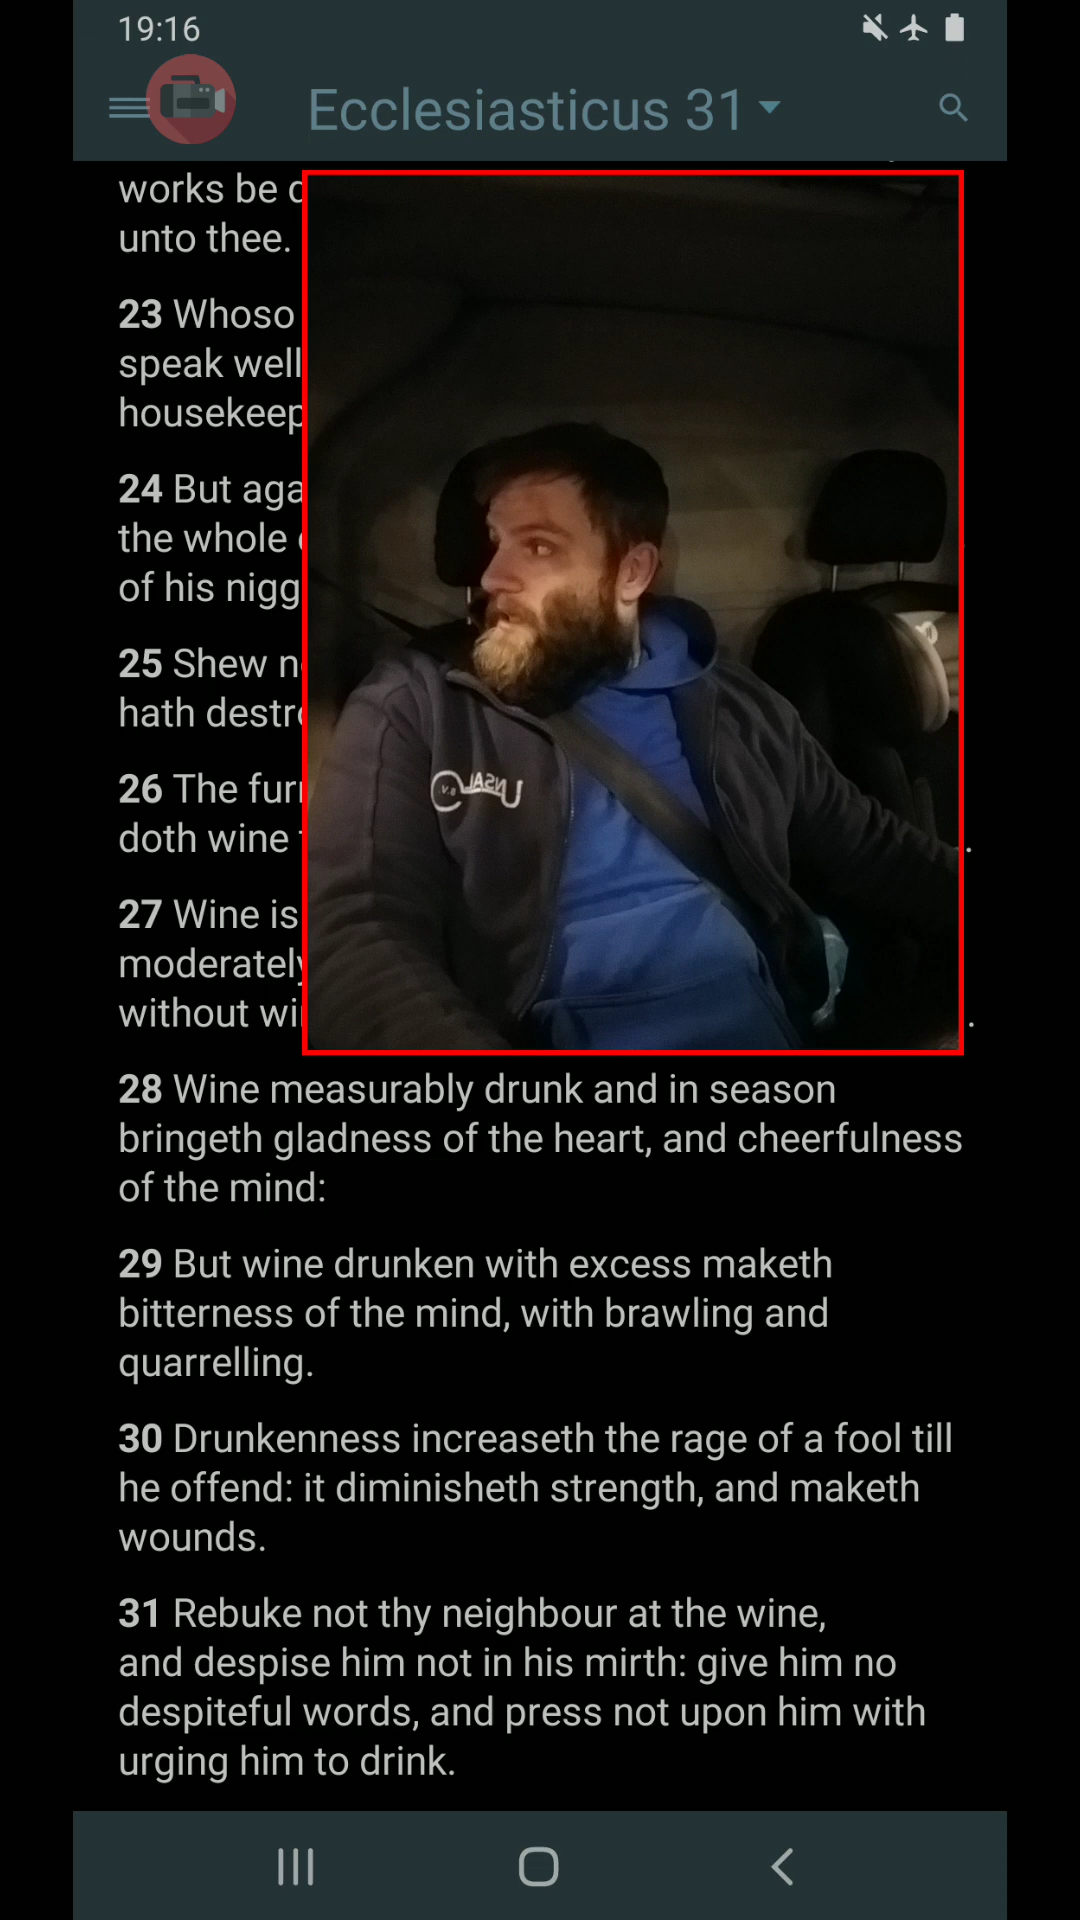 19:16
Ecclesiasticus 31
works be
unto thee.
23 Whoso
speak well
housekeep
24 But aga
the whole
of his nigg
25 Shew n
hath destr
26 The fur
doth wine .
27 Wine is
moderately
without wi .
28 Wine measurably drunk and in season
bringeth gladness of the heart, and cheerfulness
of the mind:
29 But wine drunken with excess maketh
bitterness of the mind, with brawling and
quarrelling.
30 Drunkenness increaseth the rage of a fool till
he offend: it diminisheth strength, and maketh
wounds.
31 Rebuke not thy neighbour at the wine,
and despise him not in his mirth: give him no
despiteful words, and press not upon him with
urging him to drink.
UNSAL
B.V.